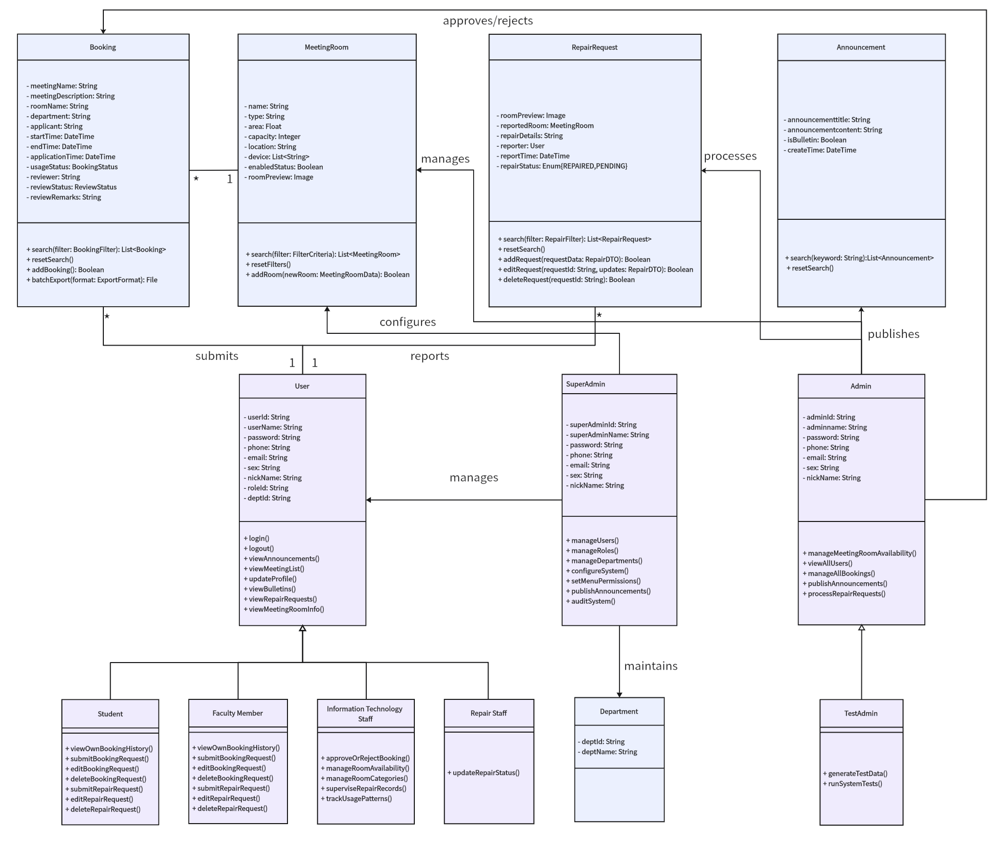 approves/rejects
Booking
- meetingName: String
- meetingDescription: String
- roomName: String
- department: String
- applicant: String
- startTime: DateTime
- endTime: DateTime
- applicationTime: DateTime
- usageStatus: BookingStatus
- reviewer: String
- reviewStatus: ReviewStatus
- reviewRemarks: String
+ search(filter: BookingFilter): List<Booking>
+ resetSearch()
+ addBooking(): Boolean
+ batchExport(format: ExportFormat): File
*
1
MeetingRoom
- name: String
- type: String
- area: Float
- capacity: Integer
- location: String
- device: List<String>
- enabledStatus: Boolean
- roomPreview: Image
+ search(filter: FilterCriteria): List<MeetingRoom>
+ resetFilters()
+ addRoom(newRoom: MeetingRoomData): Boolean
manages
RepairRequest
- roomPreview: Image
- reportedRoom: MeetingRoom
- repairDetails: String
- reporter: User
- reportTime: DateTime
- repairStatus: Enum{REPAIRED,PENDING}
+ search(filter: RepairFilter): List<RepairRequest>
+ resetSearch()
+ addRequest(requestData: RepairDTO): Boolean
+ editRequest(requestId: String, updates: RepairDTO): Boolean
+ deleteRequest(requestId: String): Boolean
processes
Announcement
- announcementtitle: String
- announcementcontent: String
- isBulletin: Boolean
- createTime: DateTime
+ search(keyword: String):List<Announcement>
+ resetSearch()
*
configures
*
publishes
submits
1
1
reports
User
- userId: String
- userName: String
- password: String
- phone: String
- email: String
- sex: String
- nickName: String
- roleId: String
- deptId: String
+ login()
+ logout()
+ viewAnnouncements()
+ viewMeetingList()
+ updateProfile()
+ viewBulletins()
+ viewRepairRequests()
+ viewMeetingRoomInfo()
manages
SuperAdmin
- superAdminId: String
- superAdminName: String
- password: String
- phone: String
- email: String
- sex: String
- nickName: String
+ manageUsers()
+ manageRoles()
+ manageDepartments()
+ configureSystem()
+ setMenuPermissions()
+ publishAnnouncements()
+ auditSystem()
Admin
- adminId: String
- adminname: String
- password: String
- phone: String
- email: String
- sex: String
- nickName: String
+ manageMeetingRoomAvailability()
+ viewAllUsers()
+ manageAllBookings()
+ publishAnnouncements()
+ processRepairRequests()
maintains
Student
+ viewOwnBookingHistory()
+ submitBookingRequest()
+ editBookingRequest()
+ deleteBookingRequest()
+ submitRepairRequest()
+ editRepairRequest()
+ deleteRepairRequest()
Faculty Member
+ viewOwnBookingHistory()
+ submitBookingRequest()
+ editBookingRequest()
+ deleteBookingRequest()
+ submitRepairRequest()
+ editRepairRequest()
+ deleteRepairRequest()
Information Technology
Staff
+ approveOrRejectBooking()
+ manageRoomAvailability()
+ manageRoomCategories()
+ superviseRepairRecords()
+ trackUsagePatterns()
Repair Staff
+ updateRepairStatus()
Department
- deptId: String
- deptName: String
TestAdmin
+ generateTestData()
+ runSystemTests()